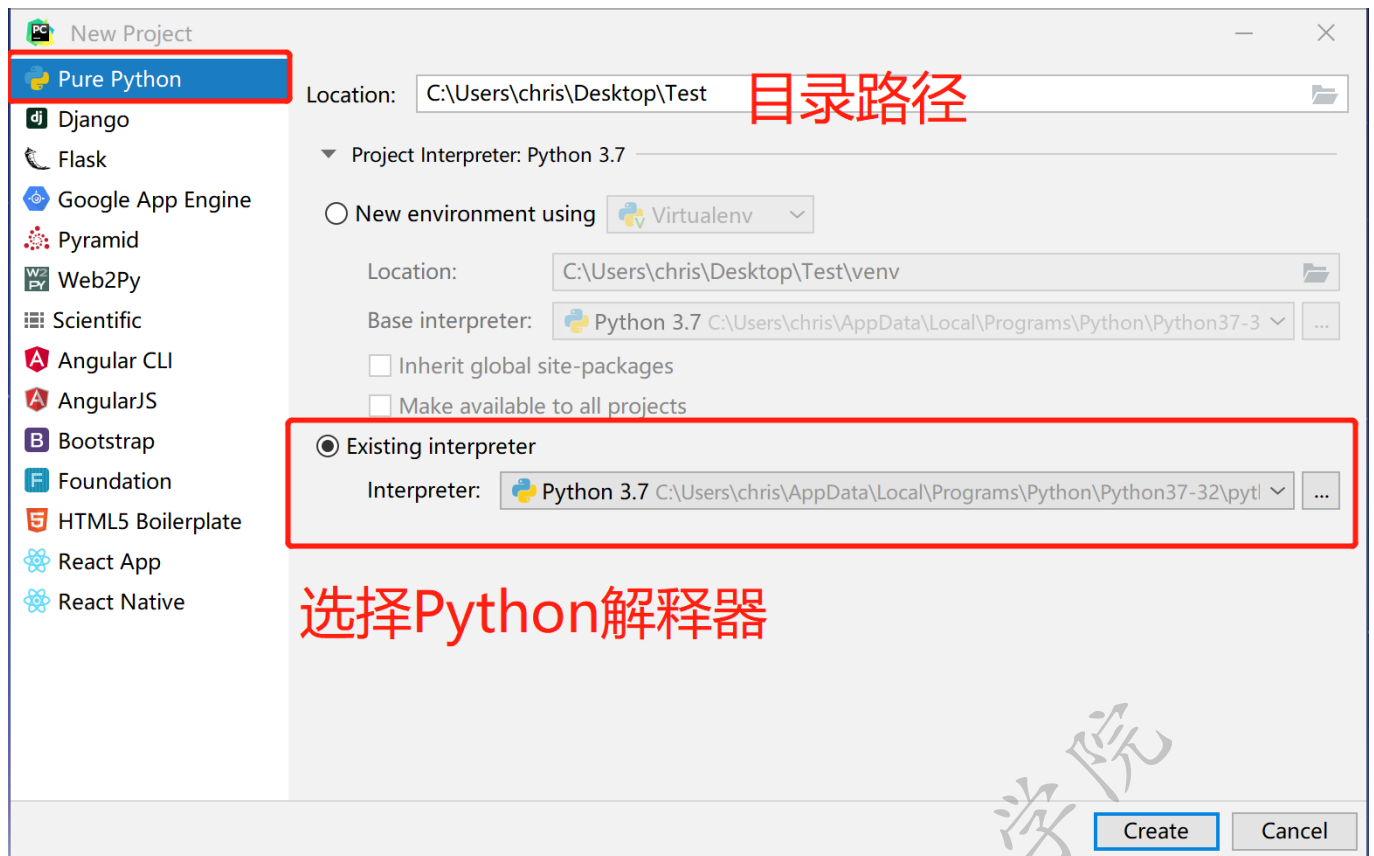 New Project
Pure Python
Django
Flask
Google App Engine
Pyramid
Web2Py
Scientific
Angular CLI
AngularJS
Bootstrap
Foundation
HTML5 Boilerplate
React App
React Native
Location: C:\Users\chris\Desktop\Test 目录路径
Project Interpreter: Python 3.7
New environment using Virtualenv
Location: C:\Users\chris\Desktop\Test\venv
Base interpreter: Python 3.7 C:\Users\chris\AppData\Local\Programs\Python\Python37-3 ...
Inherit global site-packages
Make available to all projects
Existing interpreter
Interpreter: Python 3.7 C:\Users\chris\AppData\Local\Programs\Python\Python37-32\pyt ...
选择Python解释器
学院
Create Cancel